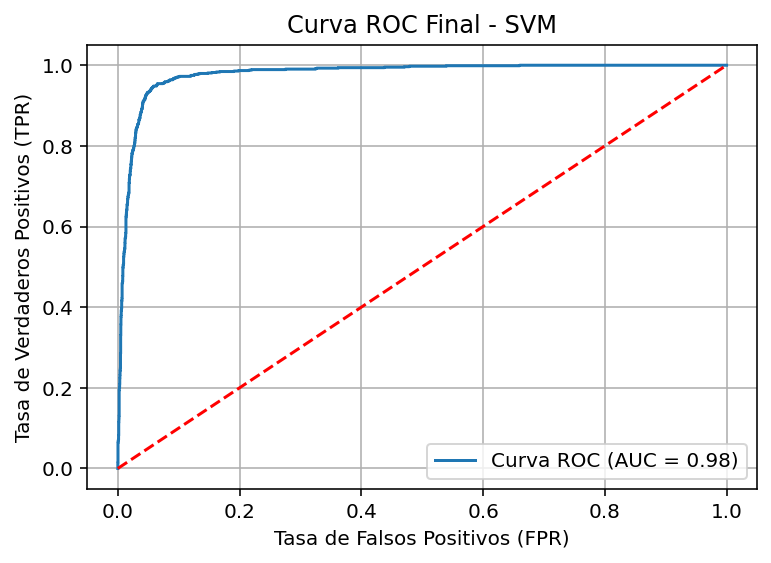 Curva ROC Final - SVM
Tasa de Verdaderos Positivos (TPR)
1.0
0.8
0.6
0.4
0.2
0.0
Curva ROC (AUC = 0.98)
0.0 0.2 0.4 0.6 0.8 1.0
Tasa de Falsos Positivos (FPR)